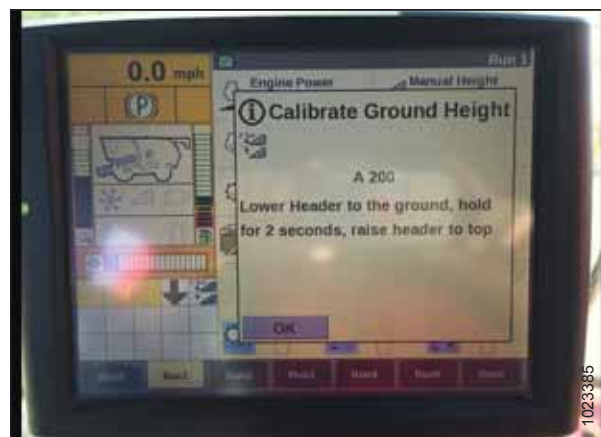 0.0 mph
Run 1
Engine Power
Manual Height
(P)
Calibrate Ground Height
A 200
Lower Header to the ground, hold
for 2 seconds, raise header to top
OK
1023385